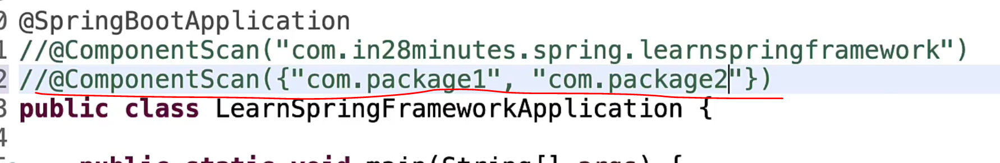 0 @SpringBootApplication
1 //@ComponentScan("com.in28minutes.spring.learnspringframework")
2 //@ComponentScan({"com.package1", "com.package2"})
3 public class LearnSpringFrameworkApplication {
4
public static void main(String[] args) {